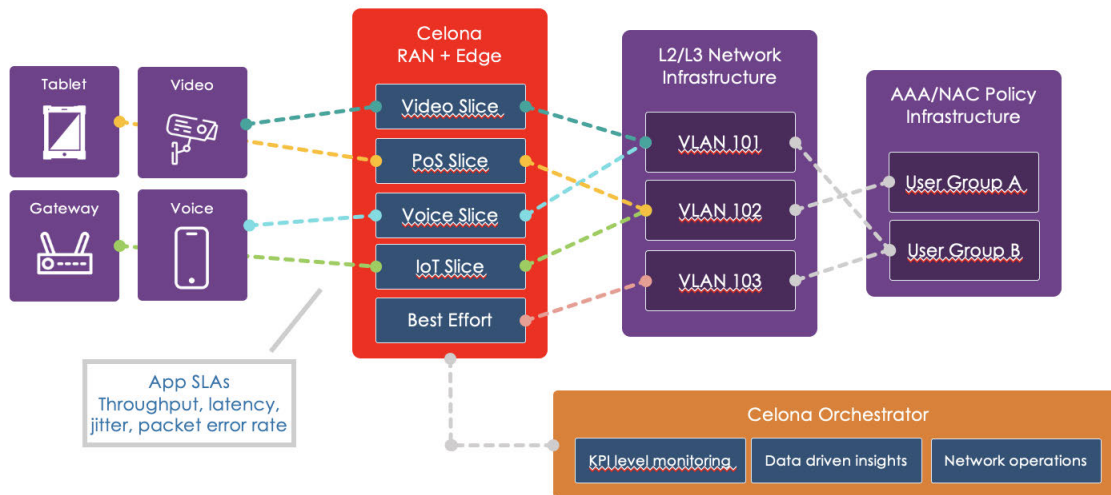 Tablet
Video
Gateway
Voice
App SLAs
Throughput, latency,
jitter, packet error rate
Celona
RAN + Edge
Video Slice
PoS Slice
Voice Slice
IoT Slice
Best Effort
L2/L3 Network
Infrastructure
VLAN 101
VLAN 102
VLAN 103
AAA/NAC Policy
Infrastructure
User Group A
User Group B
Celona Orchestrator
KPI level monitoring
Data driven insights
Network operations